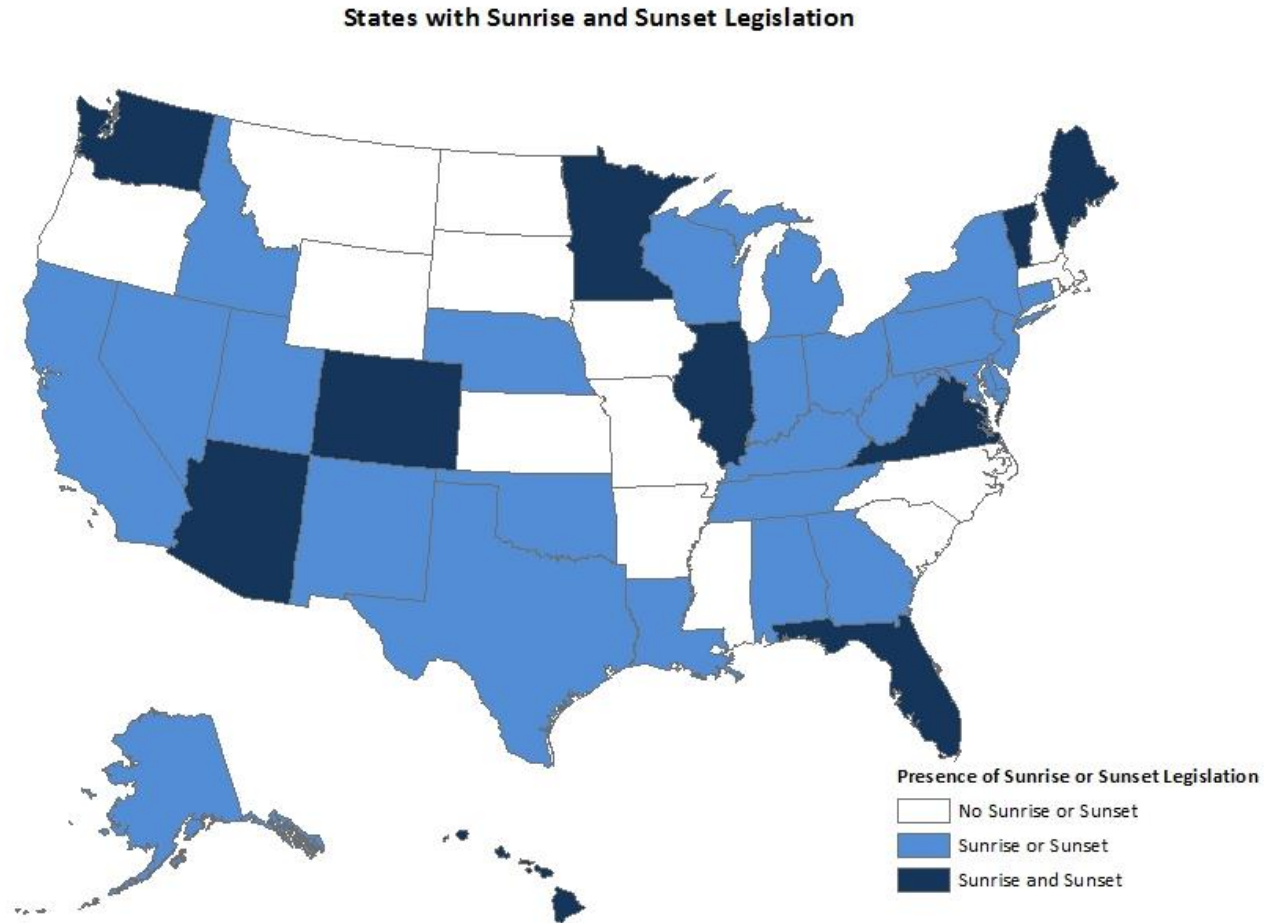 States with Sunrise and Sunset Legislation
Presence of Sunrise or Sunset Legislation
No Sunrise or Sunset
Sunrise or Sunset
Sunrise and Sunset